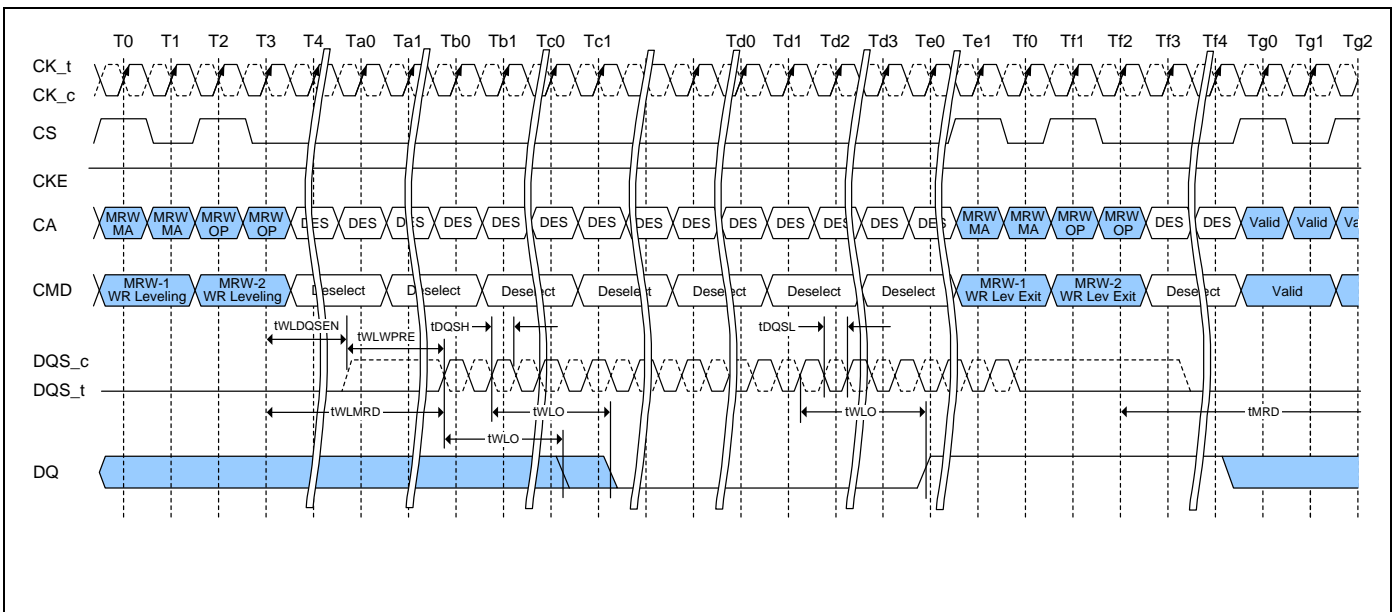 T0 T1 T2 T3 T4 Ta0 Ta1 Tb0 Tb1 Tc0 Tc1 Td0 Td1 Td2 Td3 Te0 Te1 Tf0 Tf1 Tf2 Tf3 Tf4 Tg0 Tg1 Tg2
CK_t
CK_c
CS
CKE
CA MRW MA MRW MA MRW OP MRW OP DES DES DES DES DES DES DES DES DES DES DES DES DES DES MRW MA MRW MA MRW OP MRW OP DES DES Valid Valid Va
CMD MRW-1 WR Leveling MRW-2 WR Leveling Deselect Deselect Deselect Deselect Deselect Deselect Deselect MRW-1 WR Lev Exit MRW-2 WR Lev Exit Deselect Valid
tWLDQSEN tWLWPRE tDQSH tDQSL
DQS_c
DQS_t
tWLMRD tWLO tWLO tMRD
tWLO
DQ